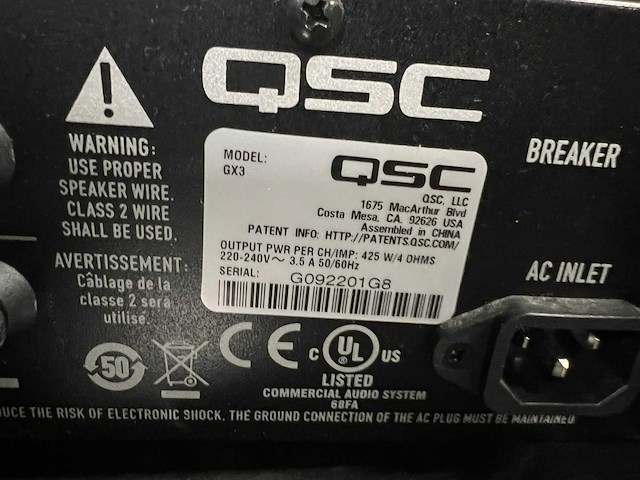 QSC
WARNING:
USE PROPER
SPEAKER WIRE.
CLASS 2 WIRE
SHALL BE USED.
AVERTISSEMENT:
Câblage de la
classe 2 sera
utilisé.
MODEL:
GX3
QSC
QSC, LLC
1675 MacArthur Blvd
Costa Mesa, CA. 92626 USA
Assembled in CHINA
PATENT INFO: HTTP://PATENTS.QSC.COM/
OUTPUT PWR PER CH/IMP: 425 W/4 OHMS
220-240V~ 3.5 A 50/60Hz
SERIAL:
G092201G8
BREAKER
AC INLET
50
CE
C UL US
LISTED
COMMERCIAL AUDIO SYSTEM
68FA
THE RISK OF ELECTRONIC SHOCK, THE GROUND CONNECTION OF THE AC PLUG MUST BE MAINTAINED